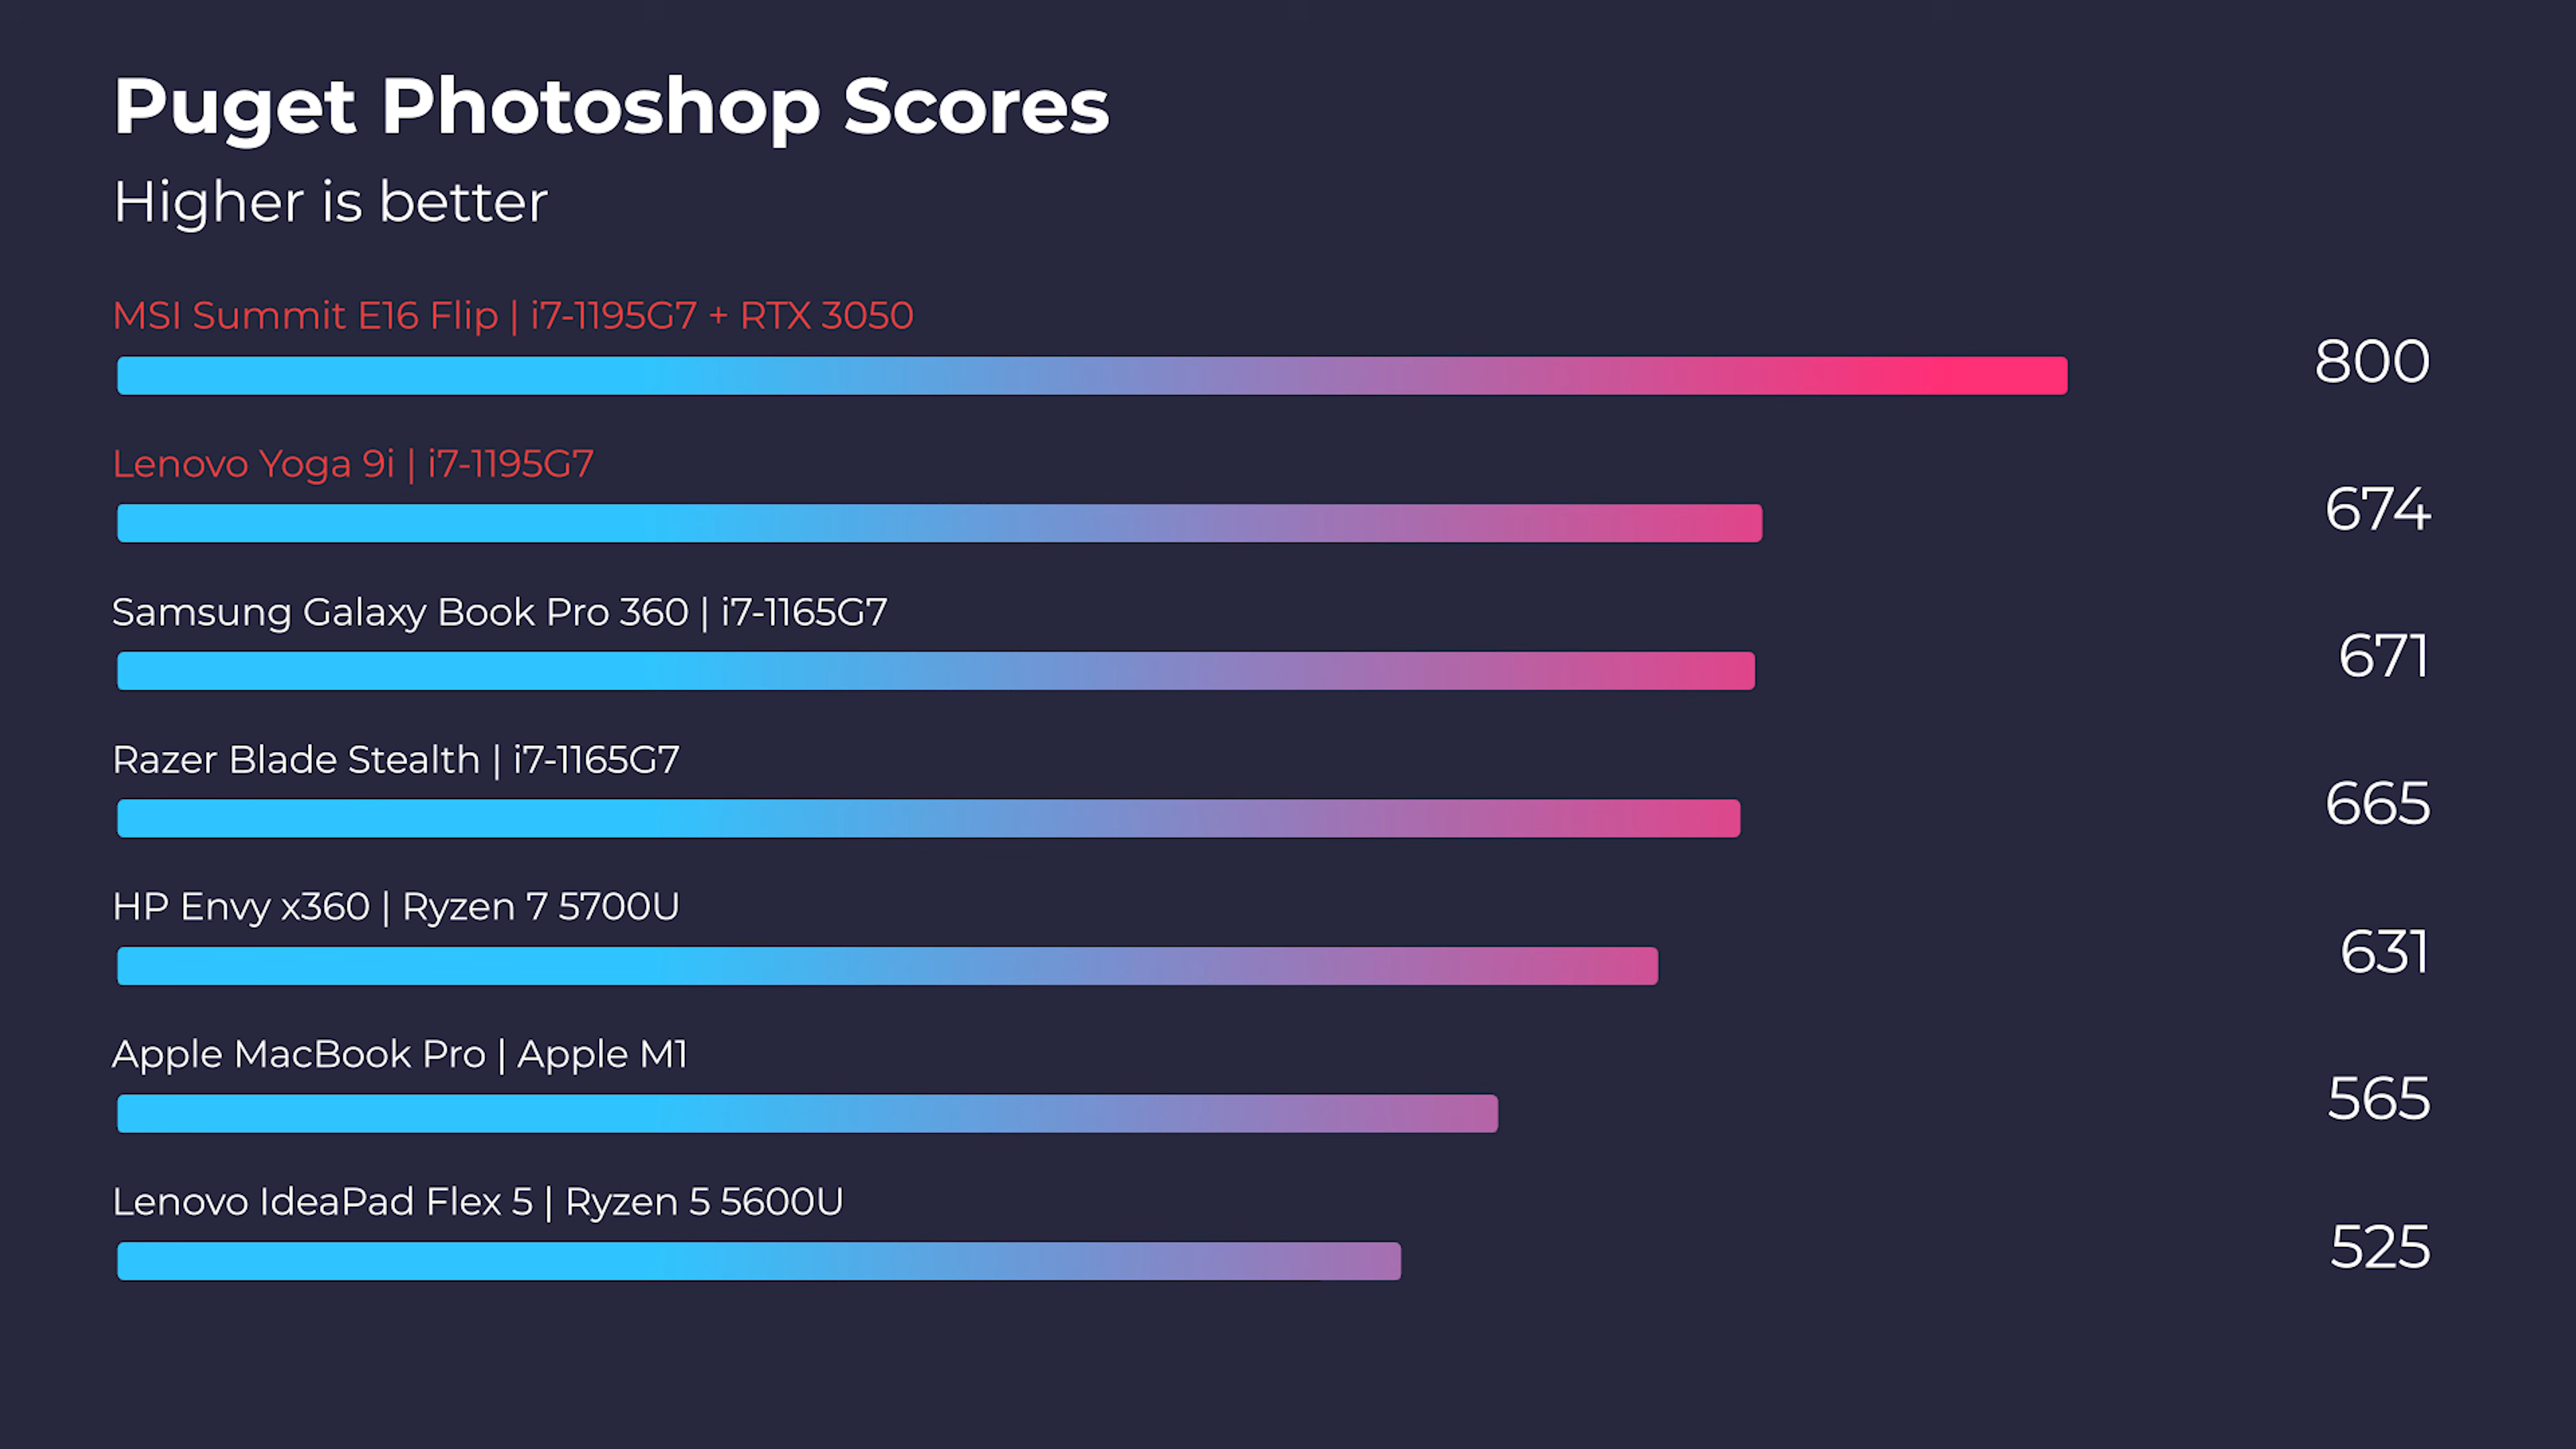 Puget Photoshop Scores
Higher is better
MSI Summit E16 Flip | i7-1195G7 + RTX 3050
800
Lenovo Yoga 9i | i7-1195G7
674
Samsung Galaxy Book Pro 360 | i7-1165G7
671
Razer Blade Stealth | i7-1165G7
665
HP Envy x360 | Ryzen 7 5700U
631
Apple MacBook Pro | Apple M1
565
Lenovo IdeaPad Flex 5 | Ryzen 5 5600U
525